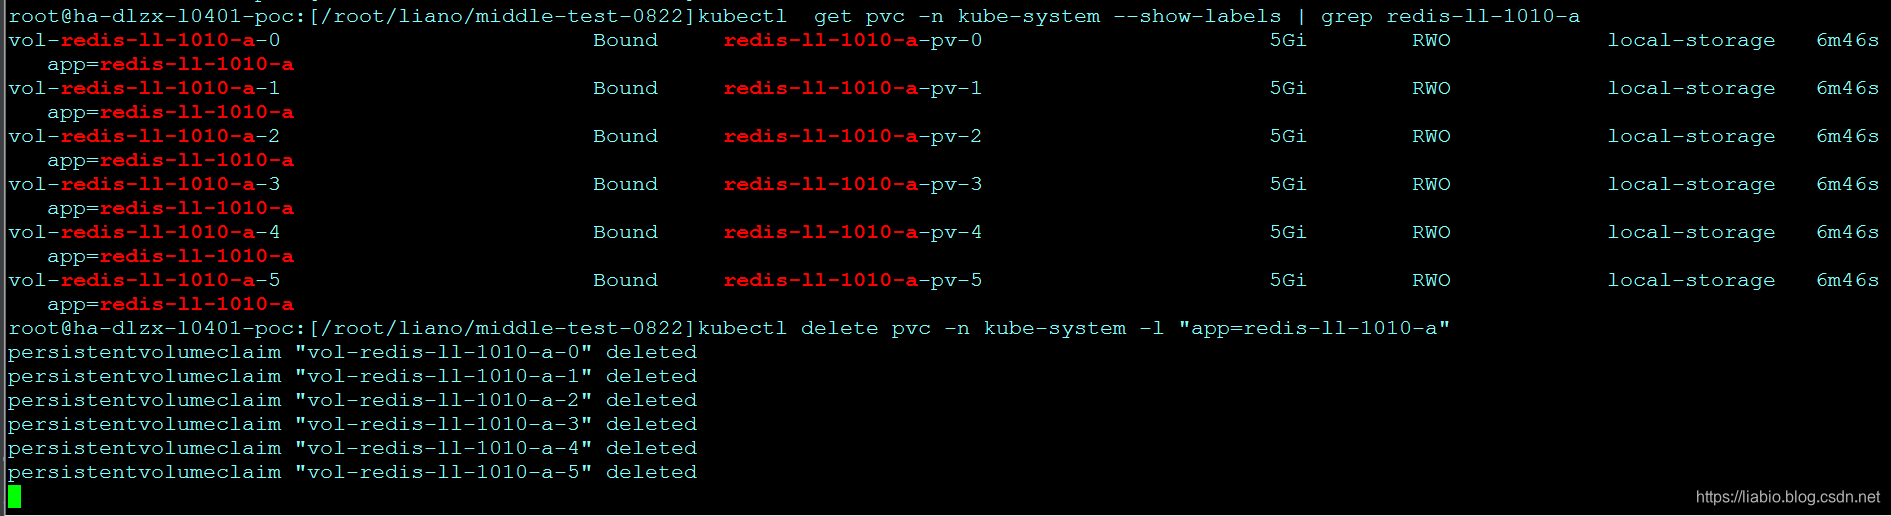 root@ha-dlzx-l0401-poc:[/root/liano/middle-test-0822]kubectl  get pvc -n kube-system --show-labels | grep redis-ll-1010-a
vol-redis-ll-1010-a-0 Bound redis-ll-1010-a-pv-0 5Gi RWO local-storage 6m46s
app=redis-ll-1010-a
vol-redis-ll-1010-a-1 Bound redis-ll-1010-a-pv-1 5Gi RWO local-storage 6m46s
app=redis-ll-1010-a
vol-redis-ll-1010-a-2 Bound redis-ll-1010-a-pv-2 5Gi RWO local-storage 6m46s
app=redis-ll-1010-a
vol-redis-ll-1010-a-3 Bound redis-ll-1010-a-pv-3 5Gi RWO local-storage 6m46s
app=redis-ll-1010-a
vol-redis-ll-1010-a-4 Bound redis-ll-1010-a-pv-4 5Gi RWO local-storage 6m46s
app=redis-ll-1010-a
vol-redis-ll-1010-a-5 Bound redis-ll-1010-a-pv-5 5Gi RWO local-storage 6m46s
app=redis-ll-1010-a
root@ha-dlzx-l0401-poc:[/root/liano/middle-test-0822]kubectl delete pvc -n kube-system -l "app=redis-ll-1010-a"
persistentvolumeclaim "vol-redis-ll-1010-a-0" deleted
persistentvolumeclaim "vol-redis-ll-1010-a-1" deleted
persistentvolumeclaim "vol-redis-ll-1010-a-2" deleted
persistentvolumeclaim "vol-redis-ll-1010-a-3" deleted
persistentvolumeclaim "vol-redis-ll-1010-a-4" deleted
persistentvolumeclaim "vol-redis-ll-1010-a-5" deleted
https://liabio.blog.csdn.net